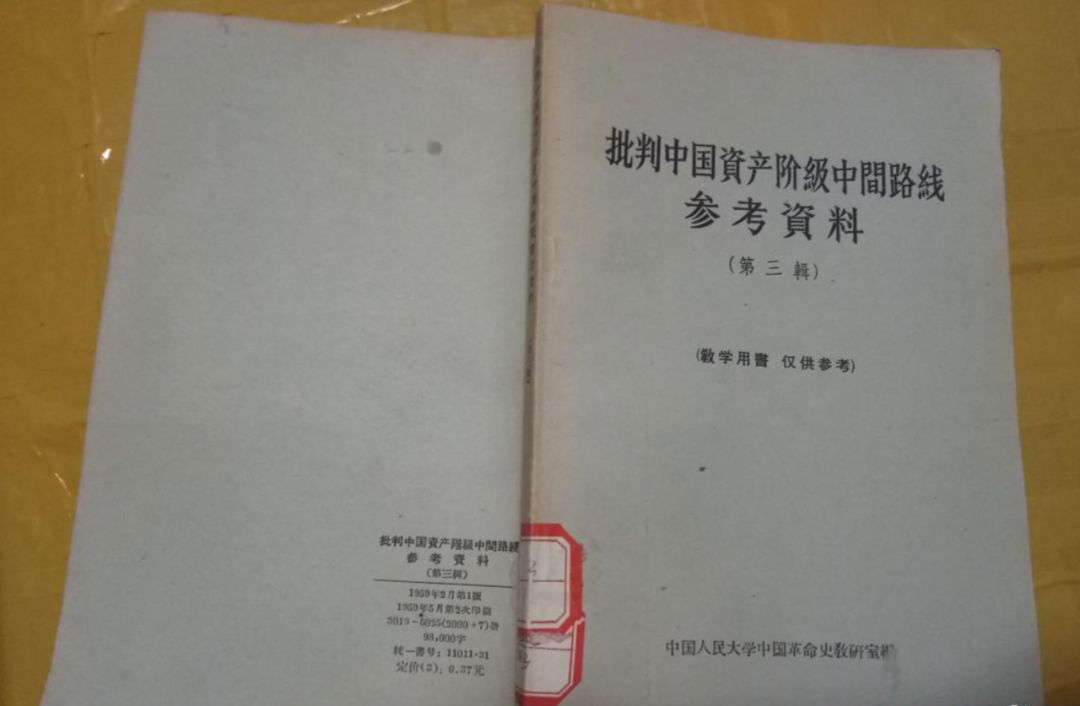 批判中国資产阶級中間路线
参考資料
(第三輯)
(敎学用書 仅供参考)
中国人民大学中国革命史敎研室編
批判中国資产階級中間路线
参考資料
(第三輯)
1959年2月第1版
1959年5月第2次印刷
3019-5025(2000+7)册
98,000字
統一書号：11011·31
定价(3)：0.37元